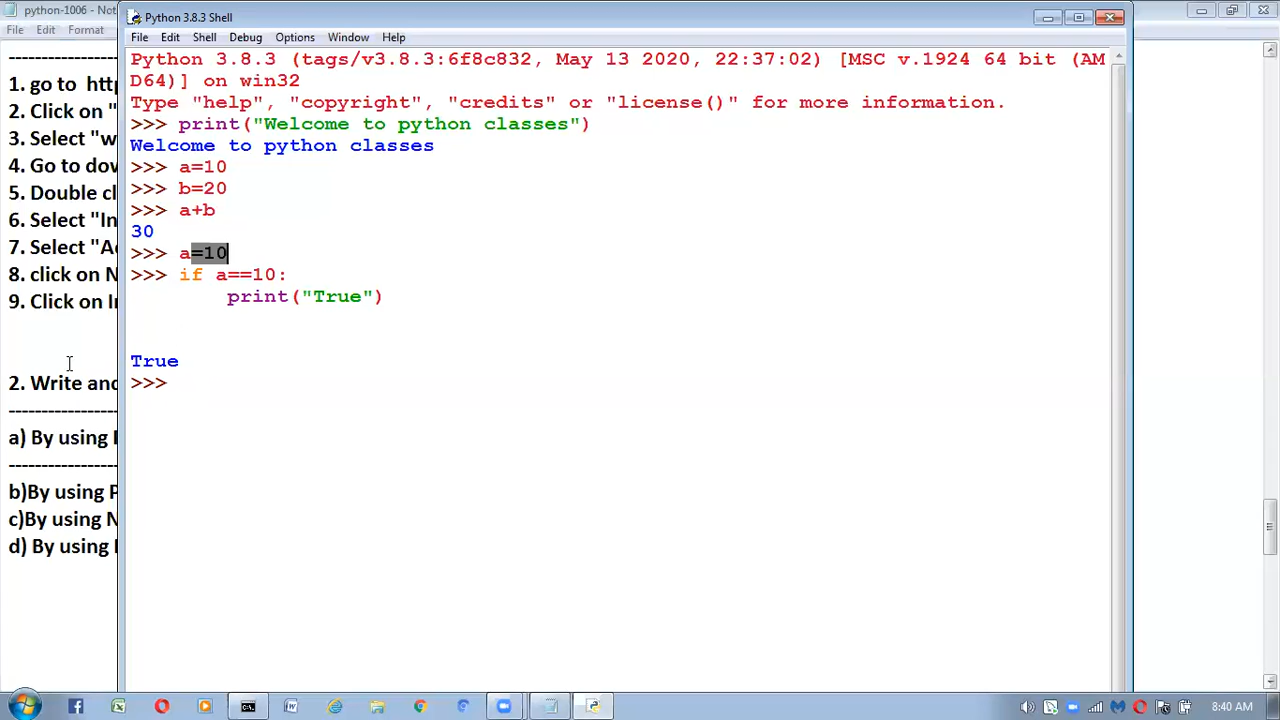 python-1006 - Not
Python 3.8.3 Shell
File Edit Format
File Edit Shell Debug Options Window Help
Python 3.8.3 (tags/v3.8.3:6f8c832, May 13 2020, 22:37:02) [MSC v.1924 64 bit (AM
D64)] on win32
Type "help", "copyright", "credits" or "license()" for more information.
>>> print("Welcome to python classes")
Welcome to python classes
>>> a=10
>>> b=20
>>> a+b
30
>>> a=10
>>> if a==10:
print("True")
True
>>>
--------------------
1. go to htt
2. Click on "
3. Select "w
4. Go to dov
5. Double cl
6. Select "In
7. Select "A
8. click on N
9. Click on I
2. Write and
--------------------
a) By using
--------------------
b)By using P
c)By using N
d) By using
8:40 AM